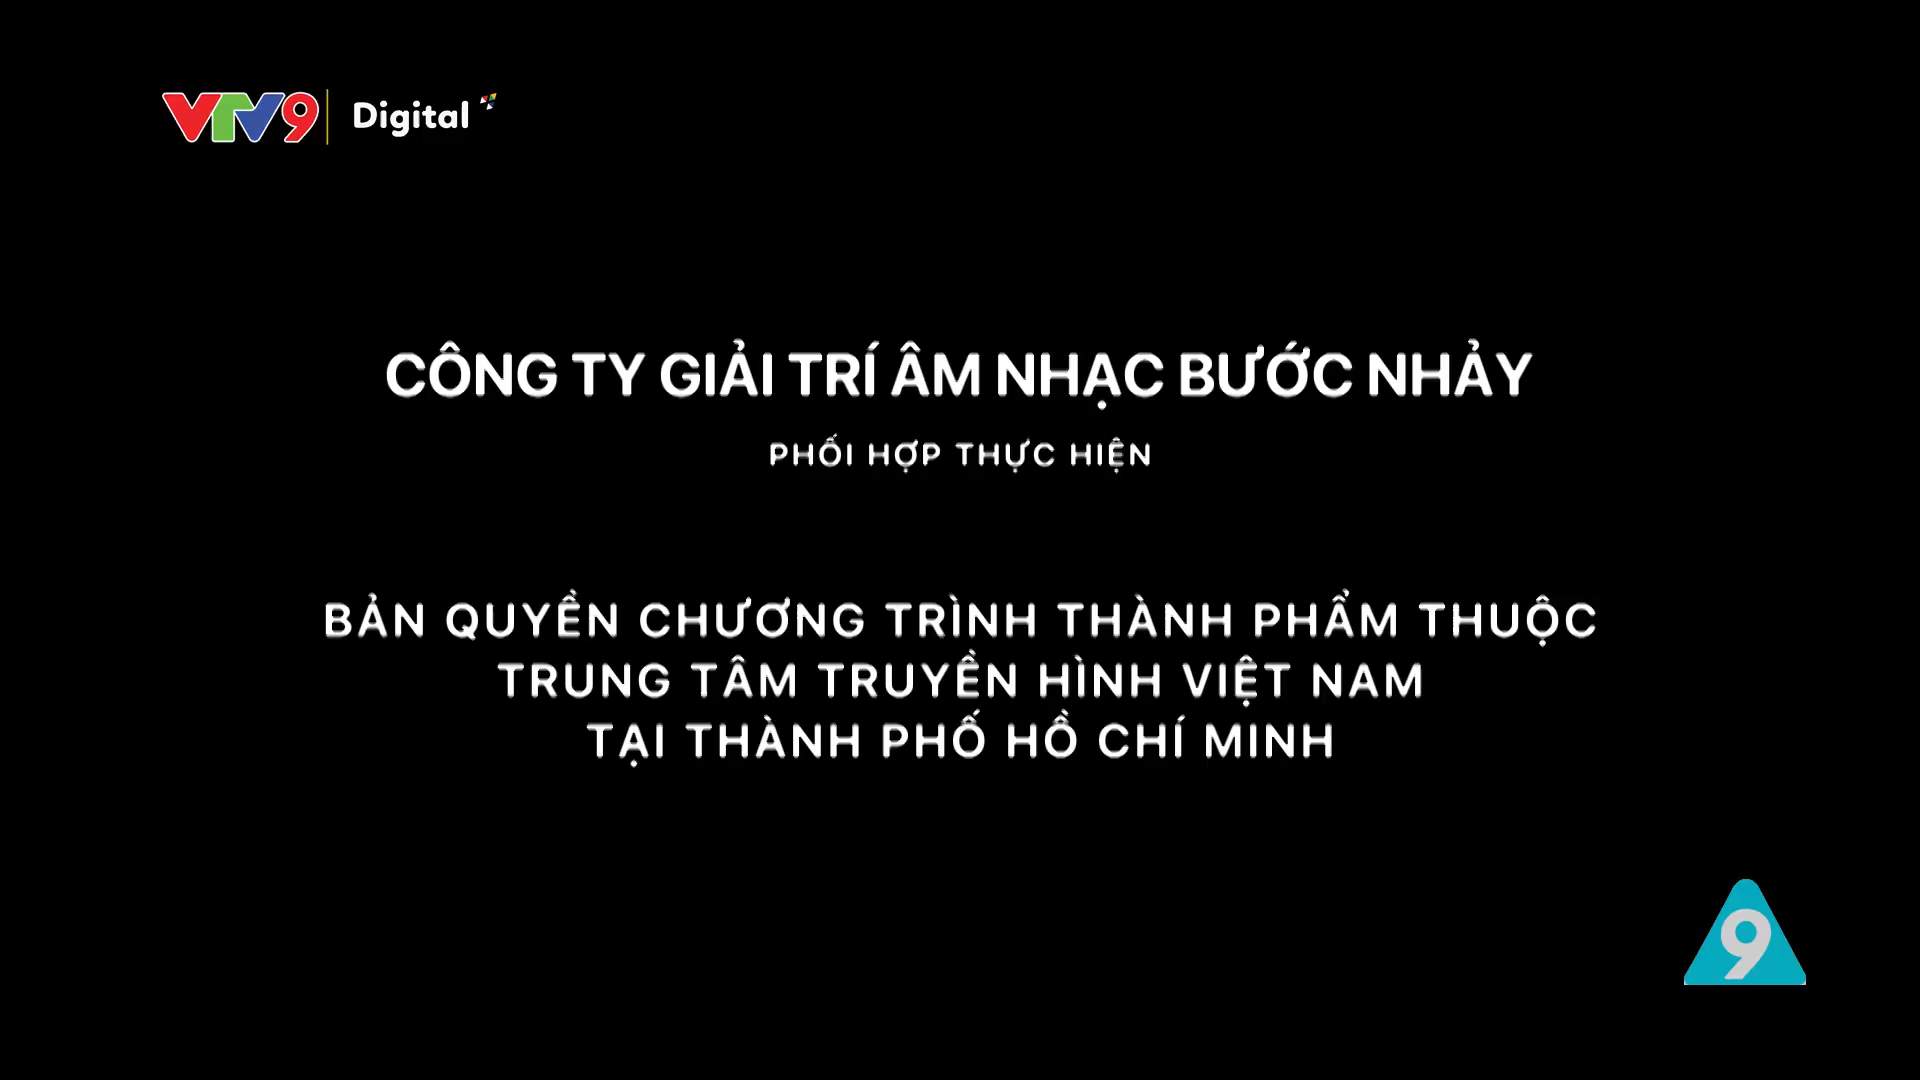 VTV9 Digital
CÔNG TY GIẢI TRÍ ÂM NHẠC BƯỚC NHẢY
PHỐI HỢP THỰC HIỆN
BẢN QUYỀN CHƯƠNG TRÌNH THÀNH PHẨM THUỘC
TRUNG TÂM TRUYỀN HÌNH VIỆT NAM
TẠI THÀNH PHỐ HỒ CHÍ MINH
9